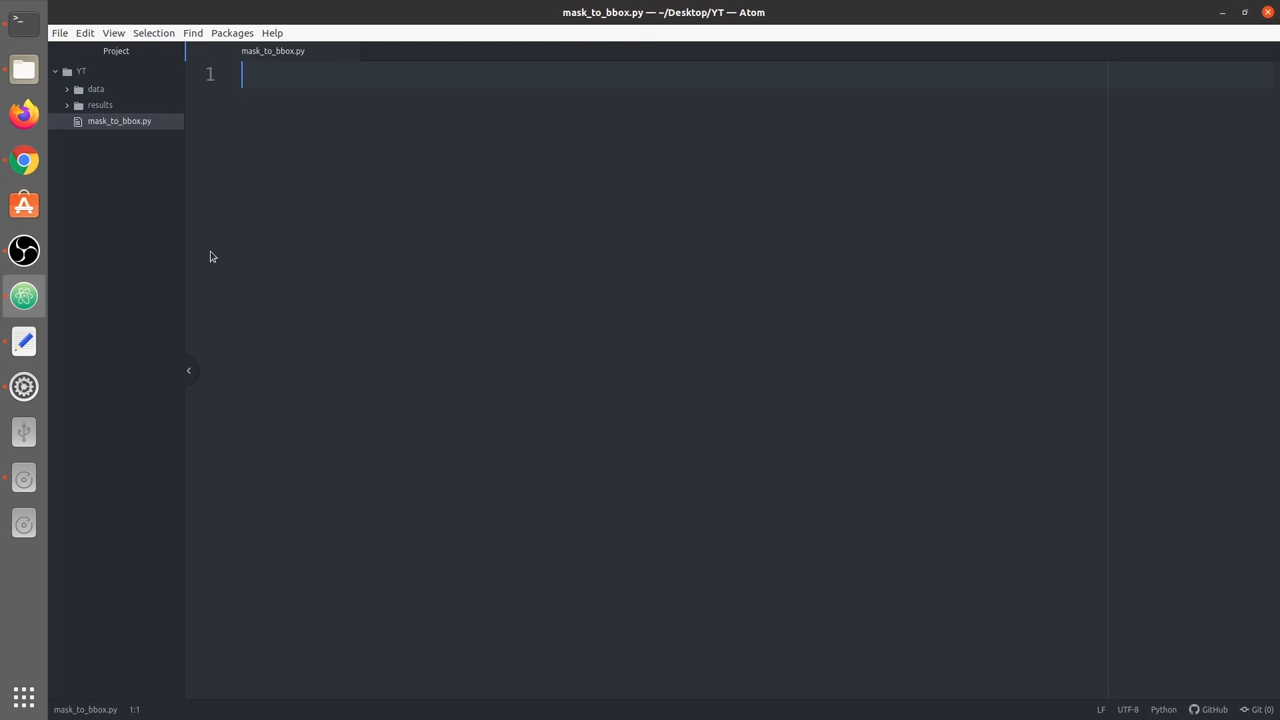 mask_to_bbox.py — ~/Desktop/YT — Atom
File Edit View Selection Find Packages Help
Project
mask_to_bbox.py
YT
data
results
mask_to_bbox.py
1
mask_to_bbox.py 1:1
LF UTF-8 Python GitHub Git (0)